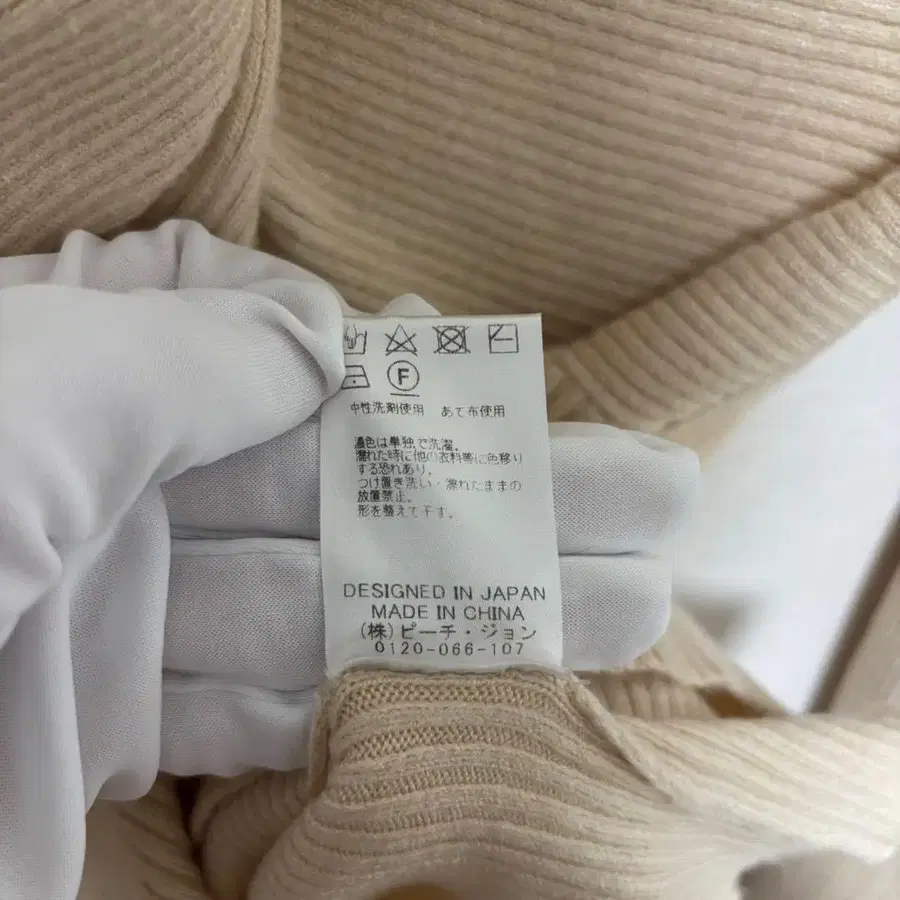 F
中性洗剤使用　あて布使用
濃色は単独で洗濯。
濡れた時に他の衣料等に色移り
する恐れあり。
つけ置き洗い・濡れたままの
放置禁止。
形を整えて干す。
DESIGNED IN JAPAN
MADE IN CHINA
(株)ピーチ・ジョン
0120-066-107